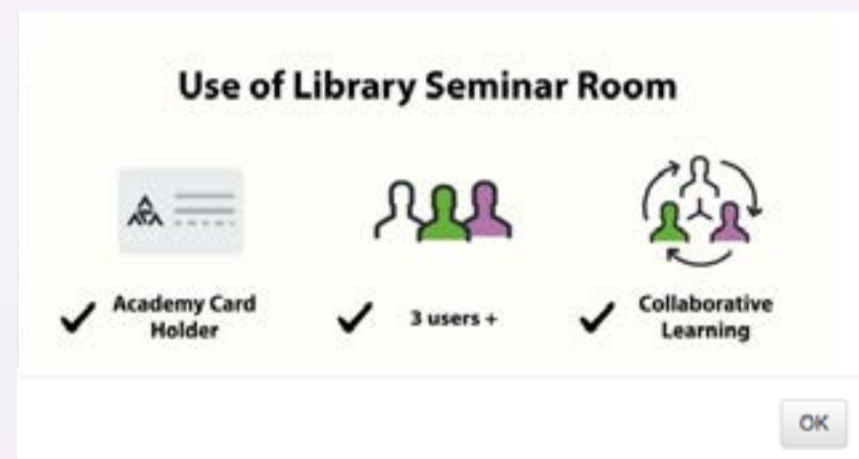 Use of Library Seminar Room
Academy Card
Holder
3 users +
Collaborative
Learning
OK